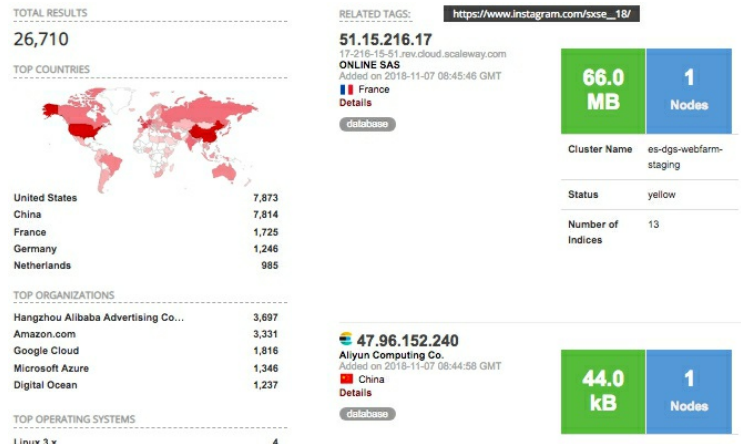 TOTAL RESULTS
26,710
TOP COUNTRIES
United States 7,873
China 7,814
France 1,725
Germany 1,246
Netherlands 985
TOP ORGANIZATIONS
Hangzhou Alibaba Advertising Co... 3,697
Amazon.com 3,331
Google Cloud 1,816
Microsoft Azure 1,346
Digital Ocean 1,237
TOP OPERATING SYSTEMS
Linux 3.x 4
RELATED TAGS: https://www.instagram.com/sxse__18/
51.15.216.17
17-216-15-51.rev.cloud.scaleway.com
ONLINE SAS
Added on 2018-11-07 08:45:46 GMT
France
Details
database
66.0
MB
1
Nodes
Cluster Name es-dgs-webfarm-
staging
Status yellow
Number of 13
Indices
47.96.152.240
Aliyun Computing Co.
Added on 2018-11-07 08:44:58 GMT
China
Details
database
44.0
kB
1
Nodes